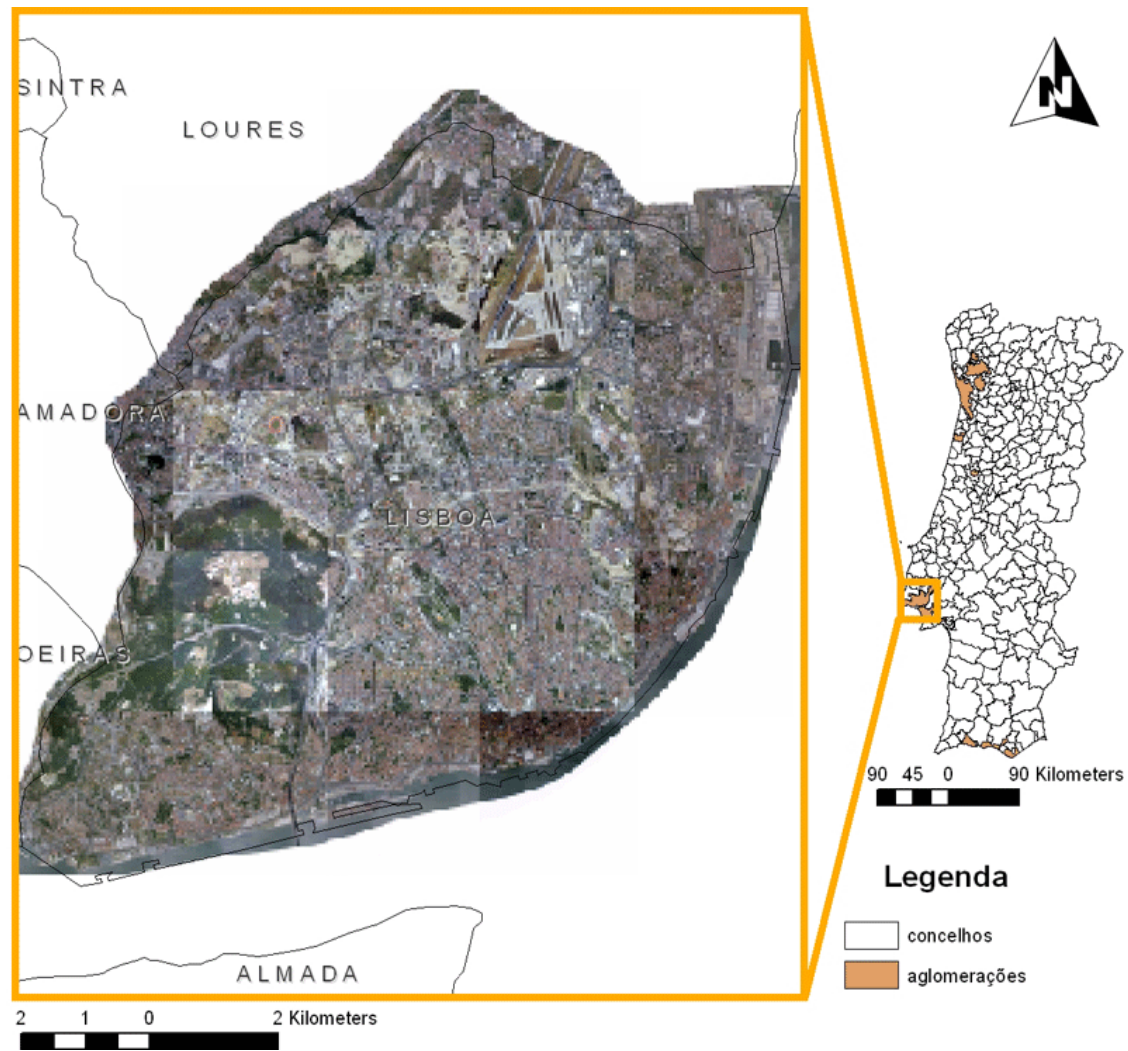 SINTRA
LOURES
N
AMADORA
LISBOA
OEIRAS
ALMADA
2 1 0 2 Kilometers
90 45 0 90 Kilometers
Legenda
concelhos
aglomerações